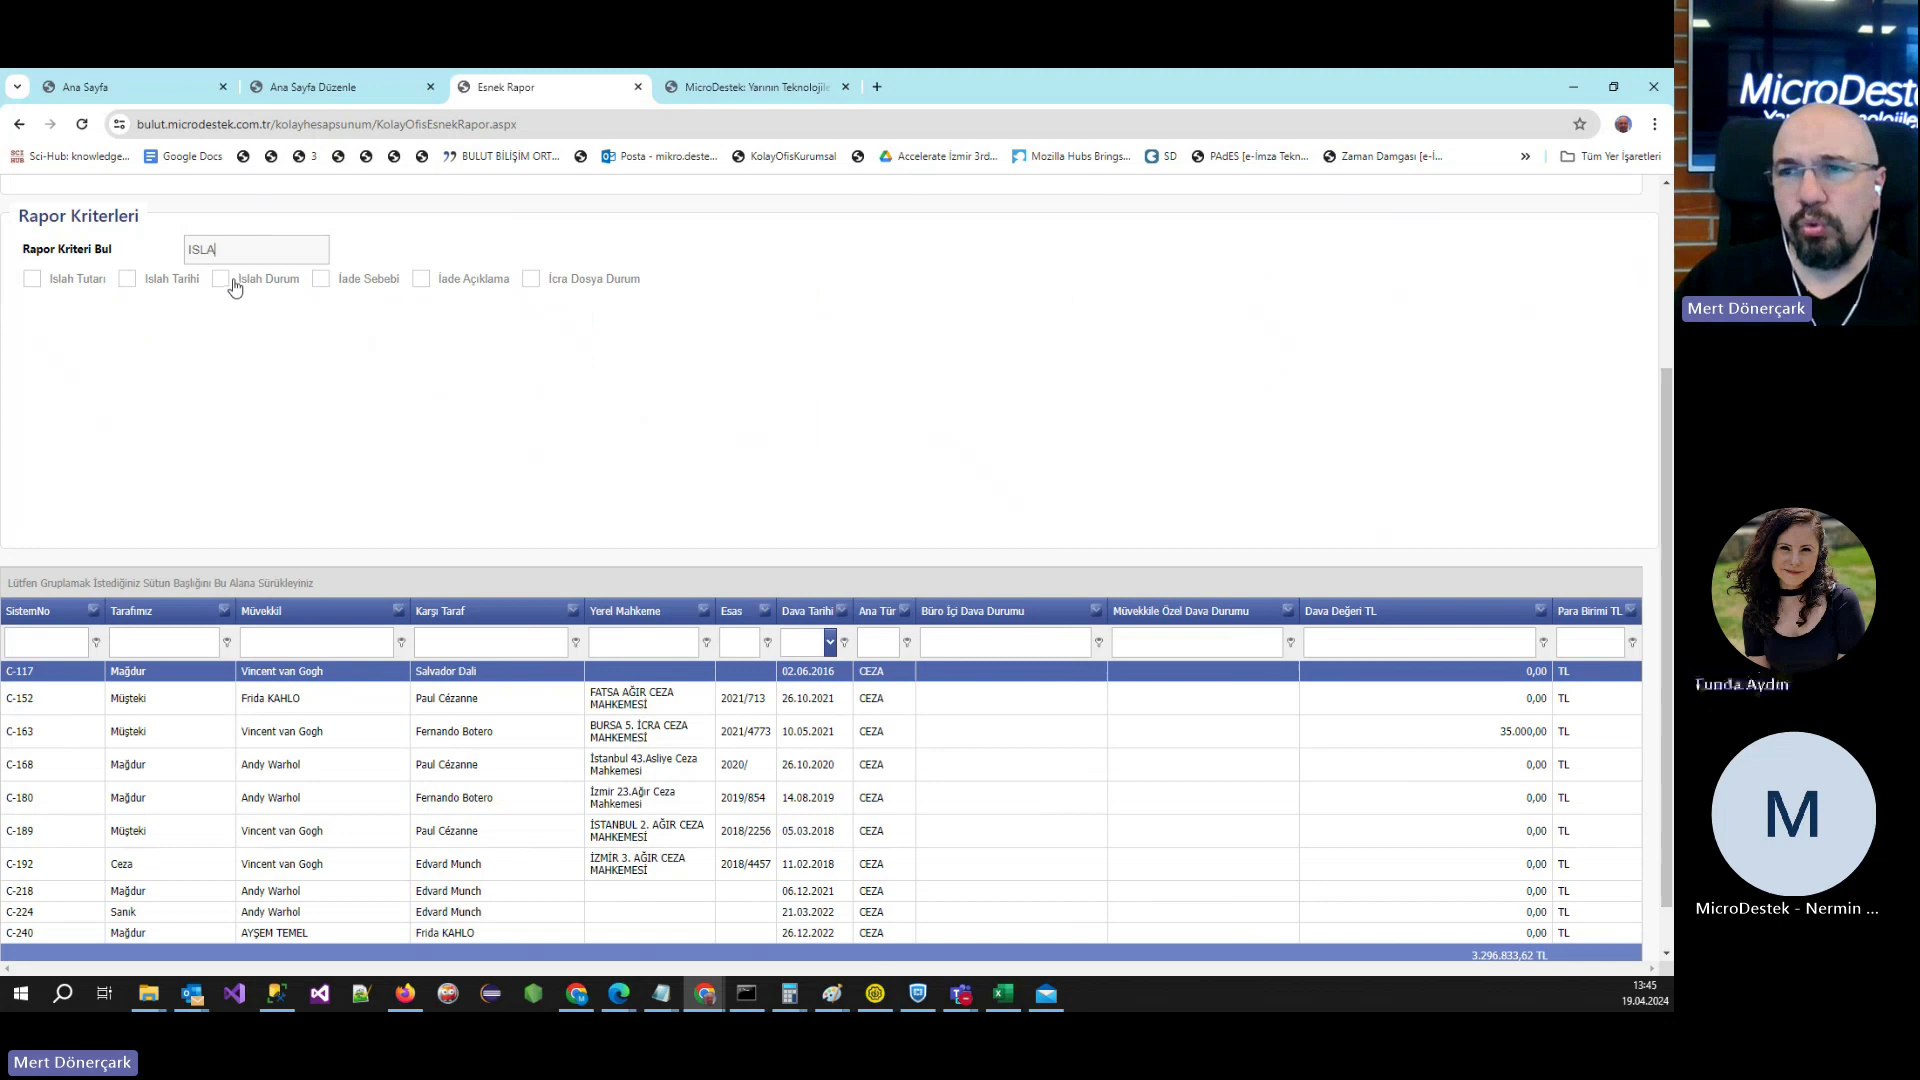 Ana Sayfa
Ana Sayfa Düzenle
Esnek Rapor
MicroDestek: Yarının Teknolojile
bulut.microdestek.com.tr/kolayhesapsunum/KolayOfisEsnekRapor.aspx
SCI HUB Sci-Hub: knowledge...
Google Docs
3
BULUT BİLİŞİM ORT...
Posta - mikro.deste...
KolayOfisKurumsal
Accelerate İzmir 3rd...
Mozilla Hubs Brings...
SD
PAdES [e-İmza Tekn...
Zaman Damgası [e-İ...
Tüm Yer İşaretleri
Rapor Kriterleri
Rapor Kriteri Bul ISLA
Islah Tutarı Islah Tarihi Islah Durum İade Sebebi İade Açıklama İcra Dosya Durum
Lütfen Gruplamak İstediğiniz Sütun Başlığını Bu Alana Sürükleyiniz
SistemNo Tarafımız Müvekkil Karşı Taraf Yerel Mahkeme Esas Dava Tarihi Ana Tür Büro İçi Dava Durumu Müvekkile Özel Dava Durumu Dava Değeri TL Para Birimi TL
C-117 Mağdur Vincent van Gogh Salvador Dali 02.06.2016 CEZA 0,00 TL
C-152 Müşteki Frida KAHLO Paul Cézanne FATSA AĞIR CEZA MAHKEMESİ 2021/713 26.10.2021 CEZA 0,00 TL
C-163 Müşteki Vincent van Gogh Fernando Botero BURSA 5. İCRA CEZA MAHKEMESİ 2021/4773 10.05.2021 CEZA 35.000,00 TL
C-168 Mağdur Andy Warhol Paul Cézanne İstanbul 43.Asliye Ceza Mahkemesi 2020/ 26.10.2020 CEZA 0,00 TL
C-180 Mağdur Andy Warhol Fernando Botero İzmir 23.Ağır Ceza Mahkemesi 2019/854 14.08.2019 CEZA 0,00 TL
C-189 Müşteki Vincent van Gogh Paul Cézanne İSTANBUL 2. AĞIR CEZA MAHKEMESİ 2018/2256 05.03.2018 CEZA 0,00 TL
C-192 Ceza Vincent van Gogh Edvard Munch İZMİR 3. AĞIR CEZA MAHKEMESİ 2018/4457 11.02.2018 CEZA 0,00 TL
C-218 Mağdur Andy Warhol Edvard Munch 06.12.2021 CEZA 0,00 TL
C-224 Sanık Andy Warhol Edvard Munch 21.03.2022 CEZA 0,00 TL
C-240 Mağdur AYŞEM TEMEL Frida KAHLO 26.12.2022 CEZA 0,00 TL
3.296.833,62 TL
13:45
19.04.2024
MicroDest
Mert Dönerçark
Tunda Aydın
M
MicroDestek - Nermin ...
Mert Dönerçark